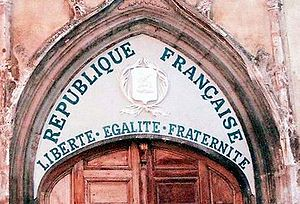 REPUBLIQUE FRANÇAISE
LIBERTE · EGALITE · FRATERNITE